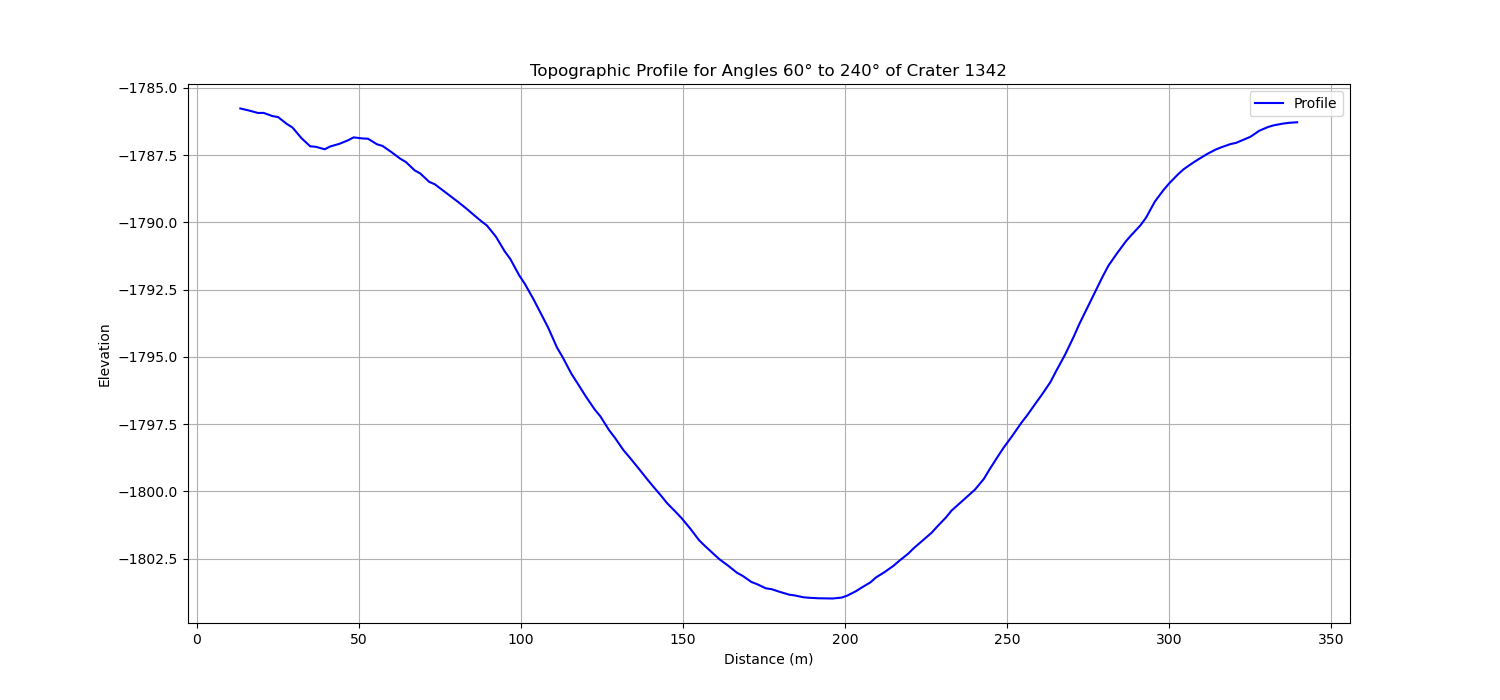 Topographic Profile for Angles 60° to 240° of Crater 1342
Profile
Elevation
−1785.0
−1787.5
−1790.0
−1792.5
−1795.0
−1797.5
−1800.0
−1802.5
0 50 100 150 200 250 300 350
Distance (m)